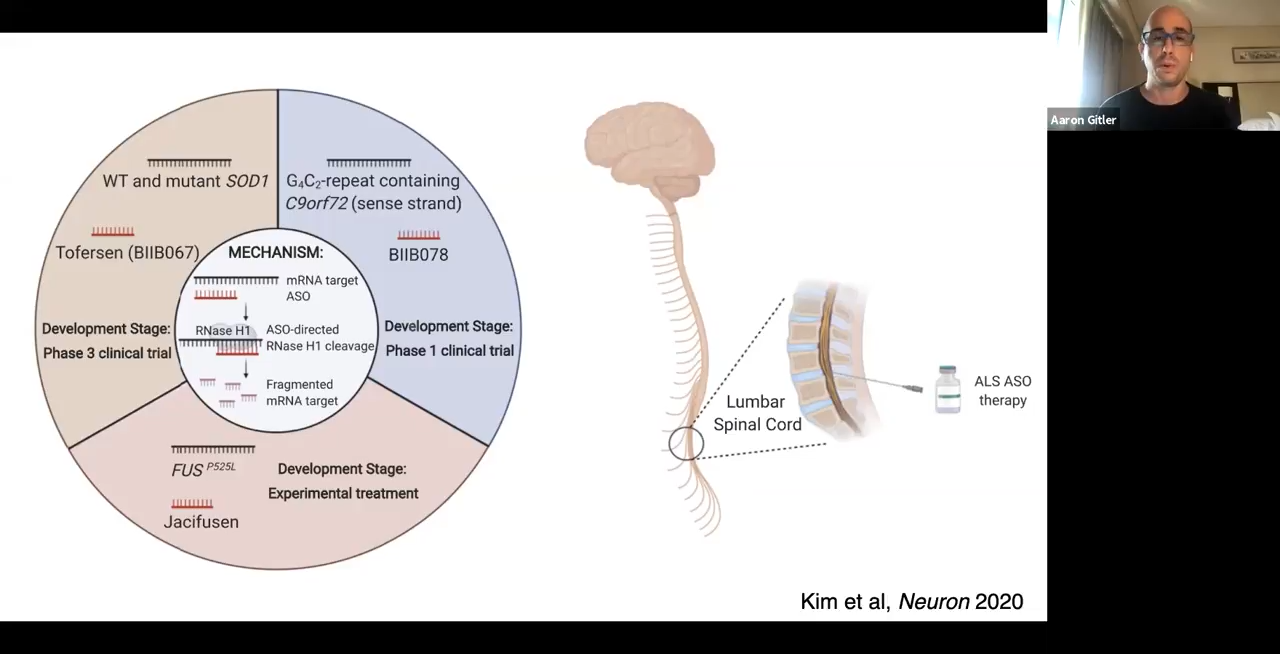 WT and mutant SOD1
Tofersen (BIIB067)
Development Stage:
Phase 3 clinical trial
G₄C₂-repeat containing
C9orf72 (sense strand)
BIIB078
Development Stage:
Phase 1 clinical trial
MECHANISM:
mRNA target
ASO
RNase H1
ASO-directed
RNase H1 cleavage
Fragmented
mRNA target
FUS P525L
Jacifusen
Development Stage:
Experimental treatment
Lumbar
Spinal Cord
ALS ASO
therapy
Kim et al, Neuron 2020
Aaron Gitler